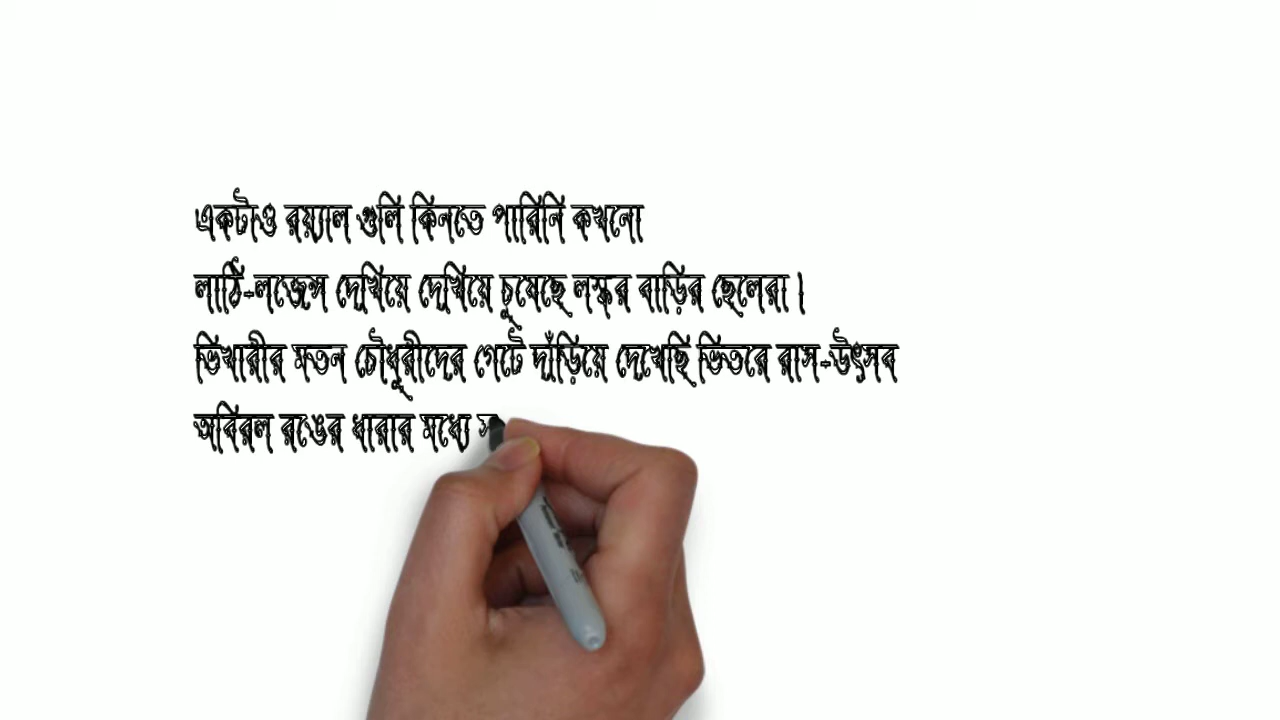 একটাও রয়্যাল গুলি কিনতে পারিনি কখনো
লাঠি-লজেন্স দেখিয়ে দেখিয়ে চুষেছে লস্কর বাড়ির ছেলেরা।
ভিখারীর মতন চৌধুরীদের গেটে দাঁড়িয়ে দেখেছি ভিতরে রাস-উৎসব
অবিরল রঙের ধারার মধ্যে